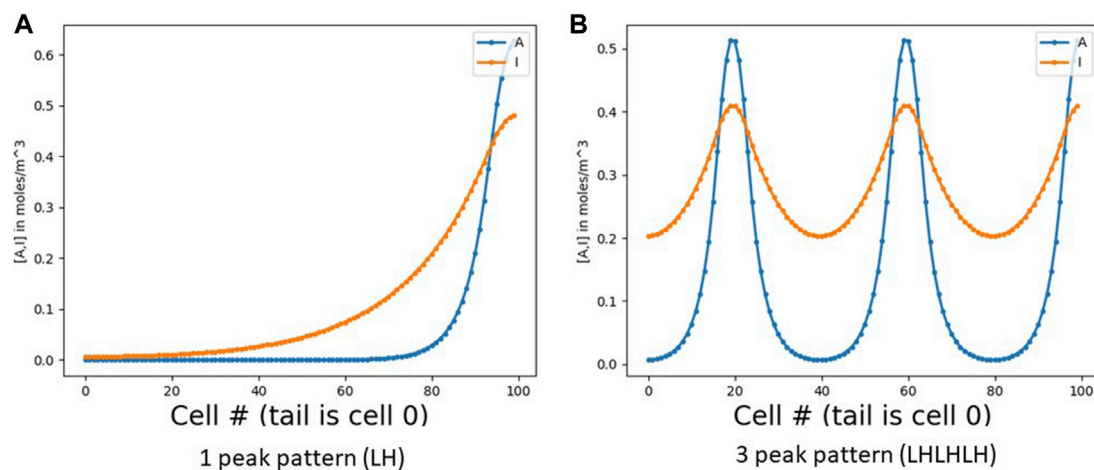 A
[A,I] in moles/m^3
0.6
0.5
0.4
0.3
0.2
0.1
0.0
A
I
0 20 40 60 80 100
Cell # (tail is cell 0)
1 peak pattern (LH)
B
[A,I] in moles/m^3
0.5
0.4
0.3
0.2
0.1
0.0
A
I
0 20 40 60 80 100
Cell # (tail is cell 0)
3 peak pattern (LHLHLH)